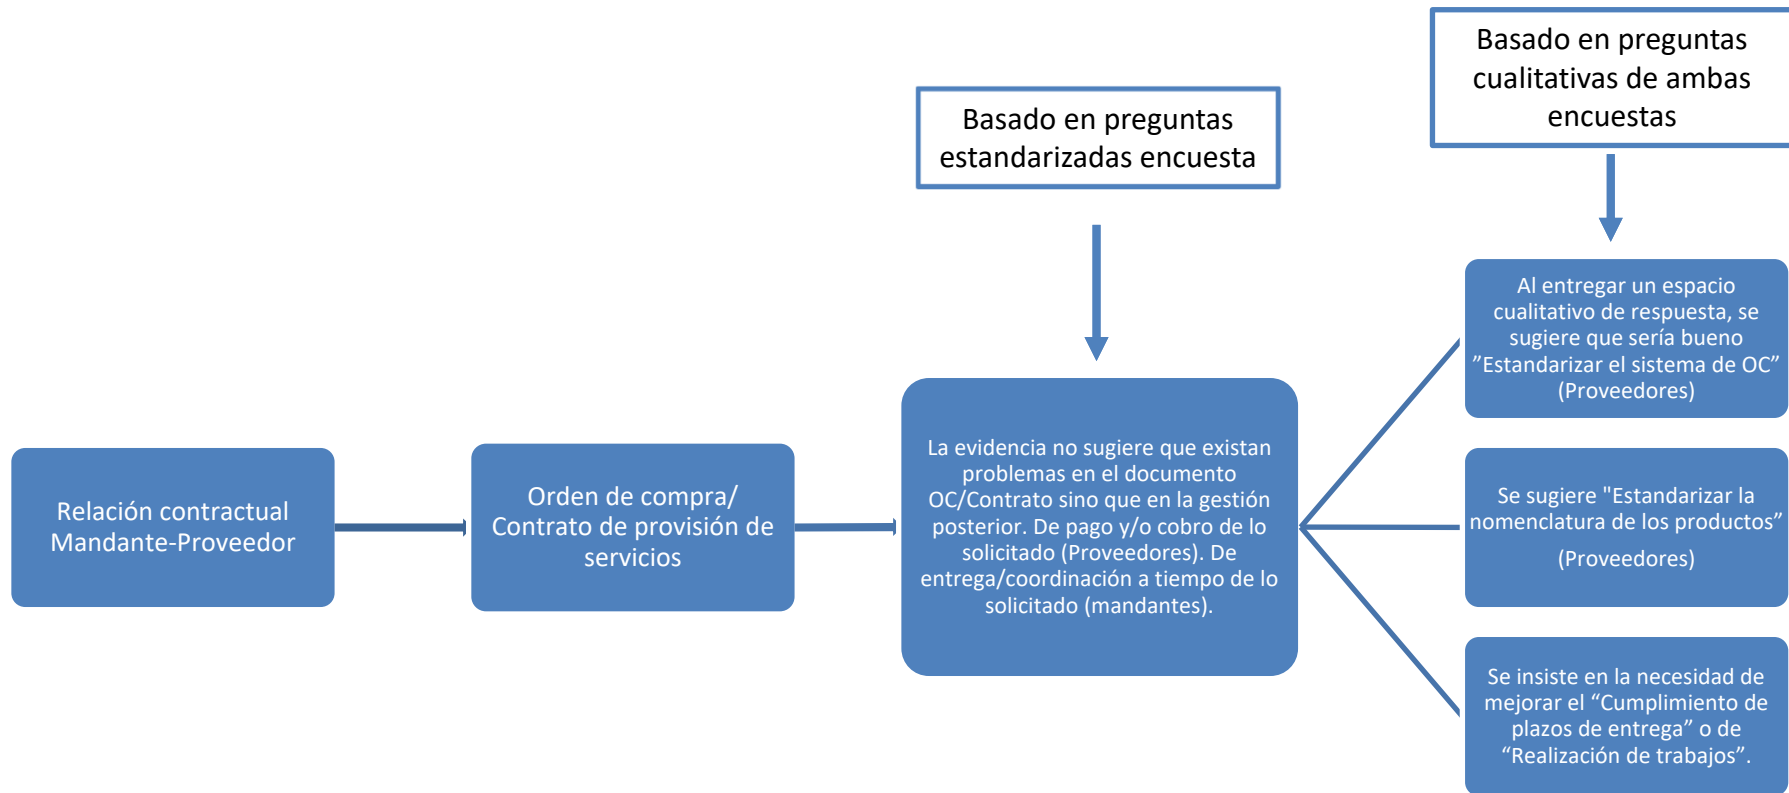 Basado en preguntas
cualitativas de ambas
encuestas
Basado en preguntas
estandarizadas encuesta
Relación contractual
Mandante-Proveedor
Orden de compra/
Contrato de provisión de
servicios
La evidencia no sugiere que existan
problemas en el documento
OC/Contrato sino que en la gestión
posterior. De pago y/o cobro de lo
solicitado (Proveedores). De
entrega/coordinación a tiempo de lo
solicitado (mandantes).
Al entregar un espacio
cualitativo de respuesta, se
sugiere que sería bueno
”Estandarizar el sistema de OC”
(Proveedores)
Se sugiere "Estandarizar la
nomenclatura de los productos”
(Proveedores)
Se insiste en la necesidad de
mejorar el “Cumplimiento de
plazos de entrega” o de
“Realización de trabajos”.